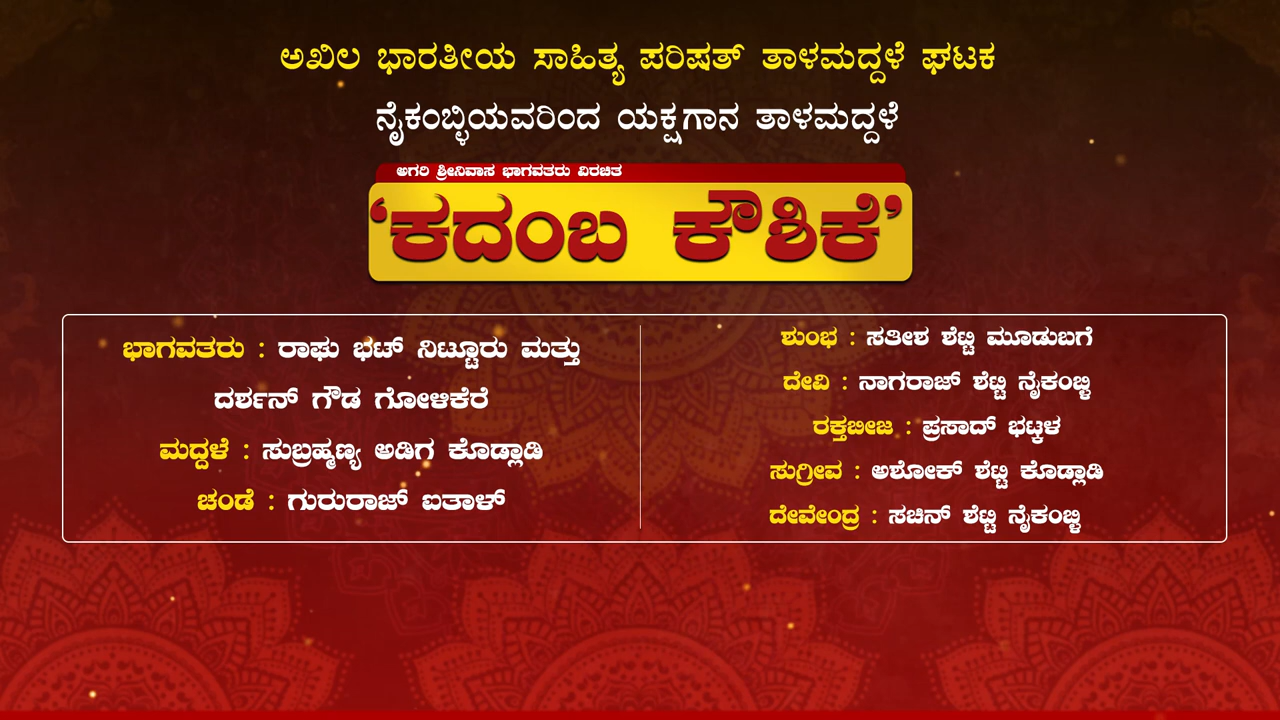 ಅಖಿಲ ಭಾರತೀಯ ಸಾಹಿತ್ಯ ಪರಿಷತ್ ತಾಳಮದ್ದಳೆ ಘಟಕ
ನೈಕಂಬ್ಳಿಯವರಿಂದ ಯಕ್ಷಗಾನ ತಾಳಮದ್ದಳೆ
ಅಗರಿ ಶ್ರೀನಿವಾಸ ಭಾಗವತರು ವಿರಚಿತ
‘ಕದಂಬ ಕೌಶಿಕೆ’
ಭಾಗವತರು : ರಾಘು ಭಟ್ ನಿಟ್ಟೂರು ಮತ್ತು
ದರ್ಶನ್ ಗೌಡ ಗೋಳಿಕೆರೆ
ಮದ್ದಳೆ : ಸುಬ್ರಹ್ಮಣ್ಯ ಅಡಿಗ ಕೊಡ್ಲಾಡಿ
ಚಂಡೆ : ಗುರುರಾಜ್ ಐತಾಳ್
ಶುಂಭ : ಸತೀಶ ಶೆಟ್ಟಿ ಮೂಡುಬಗೆ
ದೇವಿ : ನಾಗರಾಜ್ ಶೆಟ್ಟಿ ನೈಕಂಬ್ಳಿ
ರಕ್ತಬೀಜ : ಪ್ರಸಾದ್ ಭಟ್ಕಳ
ಸುಗ್ರೀವ : ಅಶೋಕ್ ಶೆಟ್ಟಿ ಕೊಡ್ಲಾಡಿ
ದೇವೇಂದ್ರ : ಸಚಿನ್ ಶೆಟ್ಟಿ ನೈಕಂಬ್ಳಿ